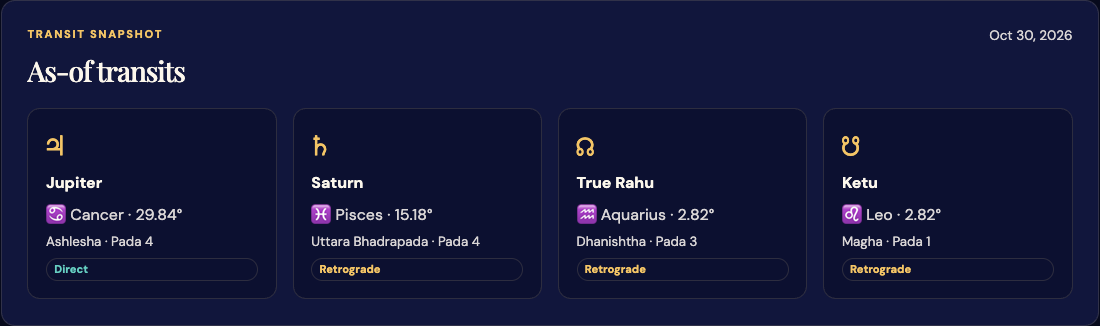 TRANSIT SNAPSHOT
Oct 30, 2026
As-of transits
♃
Jupiter
♋ Cancer · 29.84°
Ashlesha · Pada 4
Direct
♄
Saturn
♓ Pisces · 15.18°
Uttara Bhadrapada · Pada 4
Retrograde
☊
True Rahu
♒ Aquarius · 2.82°
Dhanishtha · Pada 3
Retrograde
☋
Ketu
♌ Leo · 2.82°
Magha · Pada 1
Retrograde